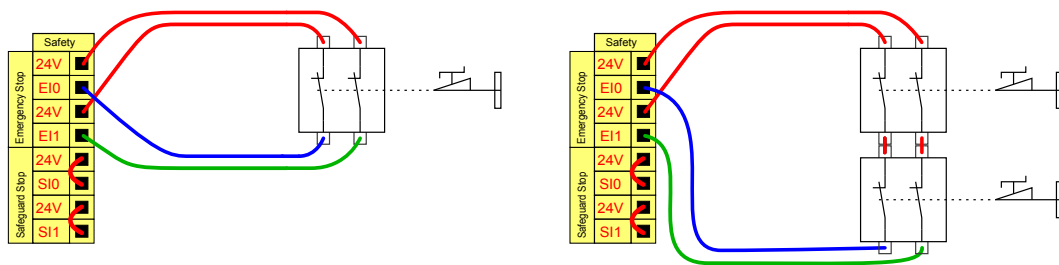 Safety
Emergency Stop
24V
EI0
24V
EI1
Safeguard Stop
24V
SI0
24V
SI1
Safety
Emergency Stop
24V
EI0
24V
EI1
Safeguard Stop
24V
SI0
24V
SI1